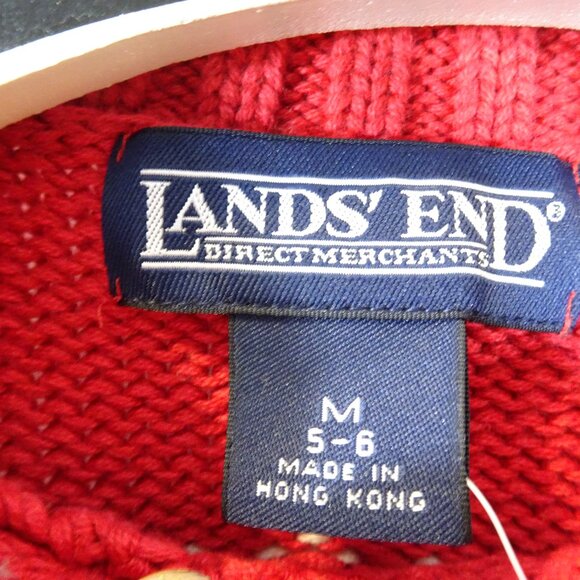 LANDS' END®
DIRECT MERCHANTS
M
5-6
MADE IN
HONG KONG